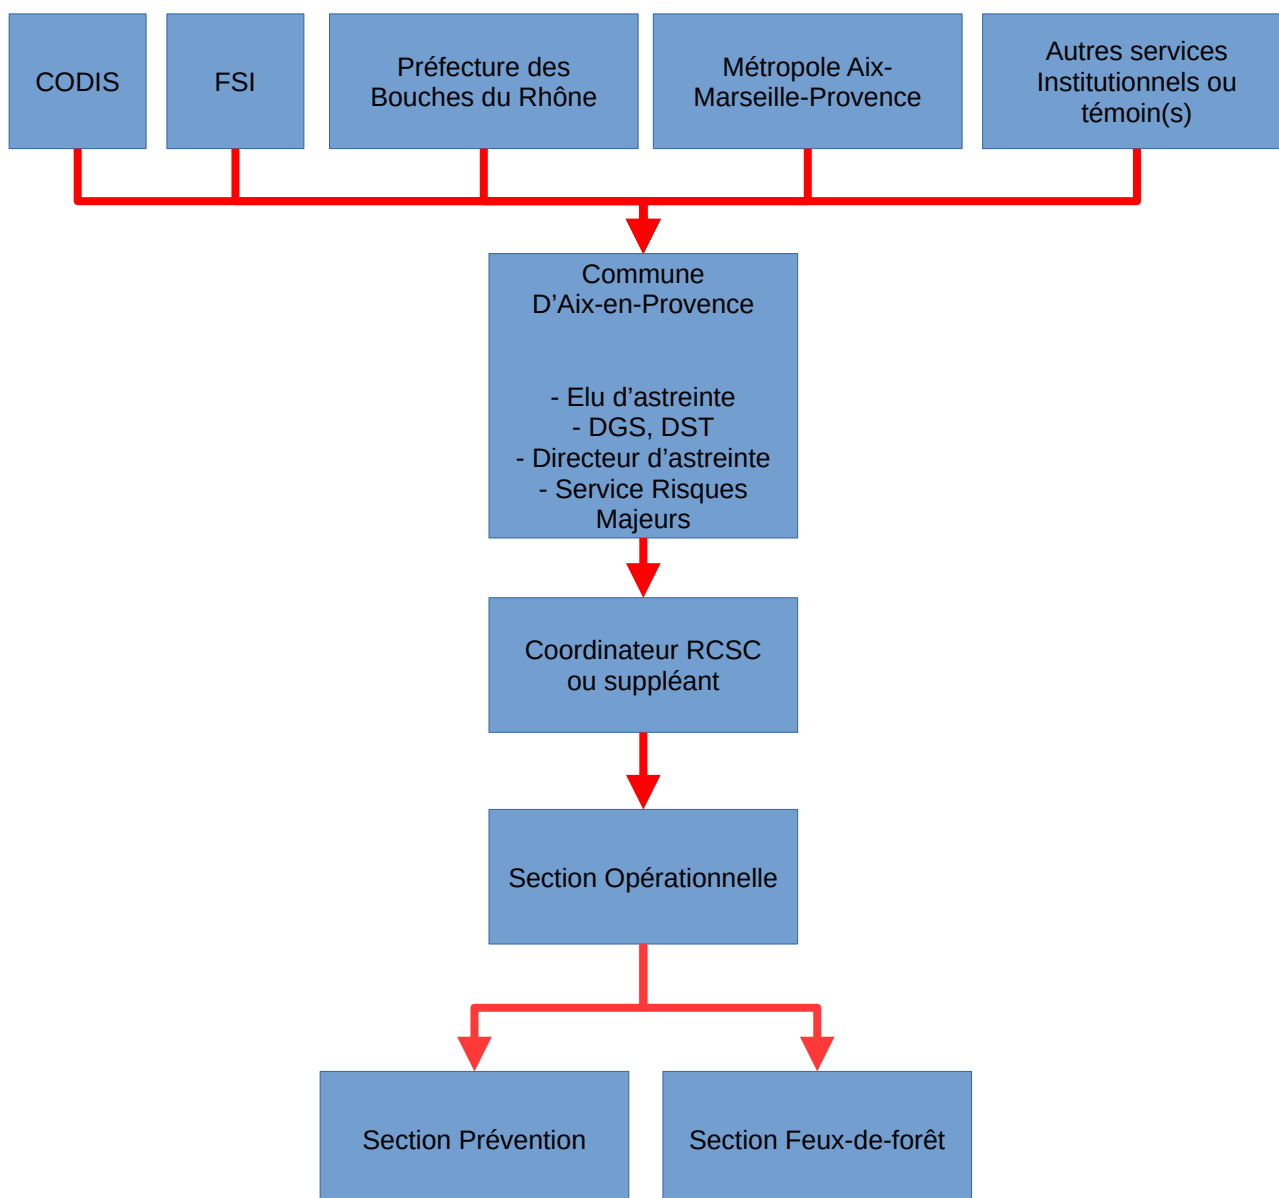 CODIS
FSI
Préfecture des
Bouches du Rhône
Métropole Aix-
Marseille-Provence
Autres services
Institutionnels ou
témoin(s)
Commune
D’Aix-en-Provence
- Elu d’astreinte
- DGS, DST
- Directeur d’astreinte
- Service Risques
Majeurs
Coordinateur RCSC
ou suppléant
Section Opérationnelle
Section Prévention
Section Feux-de-forêt